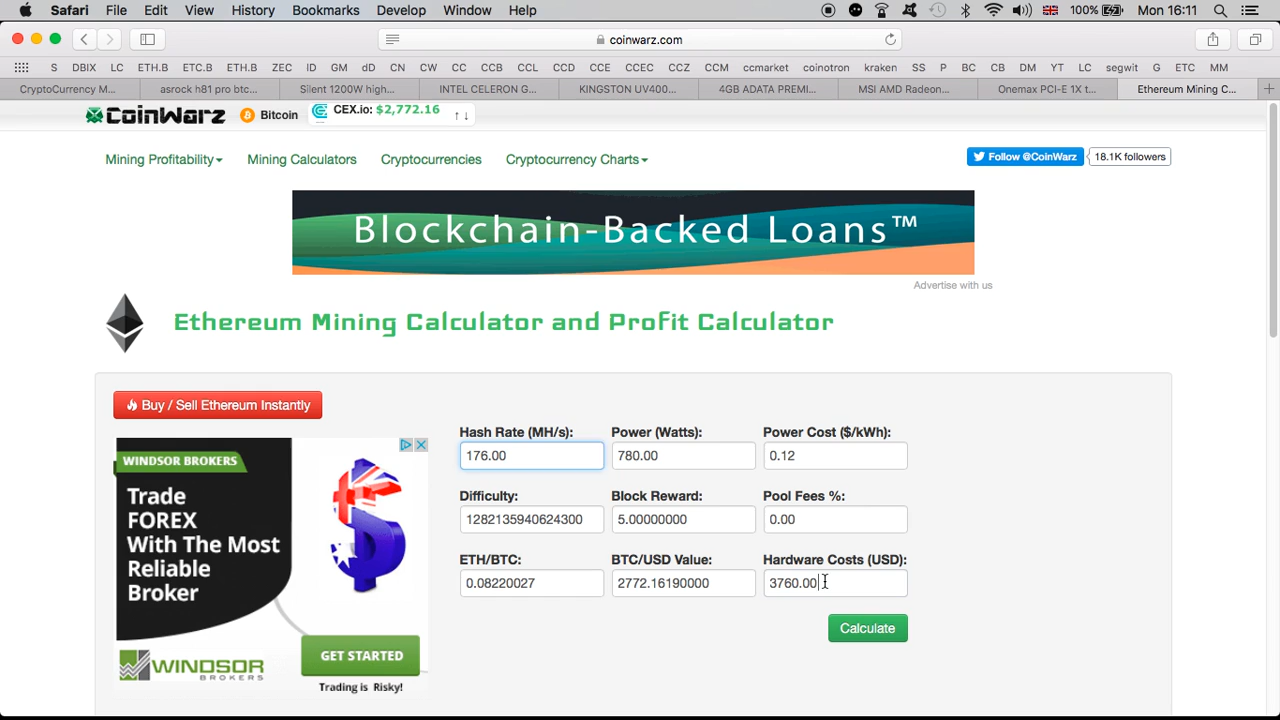 Safari File Edit View History Bookmarks Develop Window Help 100% Mon 16:11
coinwarz.com
S DBIX LC ETH.B ETC.B ETH.B ZEC ID GM dD CN CW CC CCB CCL CCD CCE CCEC CCZ CCM ccmarket coinotron kraken SS P BC CB DM YT LC segwit G ETC MM
CryptoCurrency M... asrock h81 pro btc... Silent 1200W high... INTEL CELERON G... KINGSTON UV400... 4GB ADATA PREMI... MSI AMD Radeon... Onemax PCI-E 1X t... Ethereum Mining C...
CoinWarz Bitcoin CEX.io: $2,772.16 ↑ ↓
Mining Profitability Mining Calculators Cryptocurrencies Cryptocurrency Charts Follow @CoinWarz 18.1K followers
Blockchain-Backed Loans™
Advertise with us
Ethereum Mining Calculator and Profit Calculator
Buy / Sell Ethereum Instantly
WINDSOR BROKERS
Trade
FOREX
With The Most
Reliable
Broker
WINDSOR
BROKERS
GET STARTED
Trading is Risky!
Hash Rate (MH/s): Power (Watts): Power Cost ($/kWh):
176.00 780.00 0.12
Difficulty: Block Reward: Pool Fees %:
1282135940624300 5.00000000 0.00
ETH/BTC: BTC/USD Value: Hardware Costs (USD):
0.08220027 2772.16190000 3760.00
Calculate